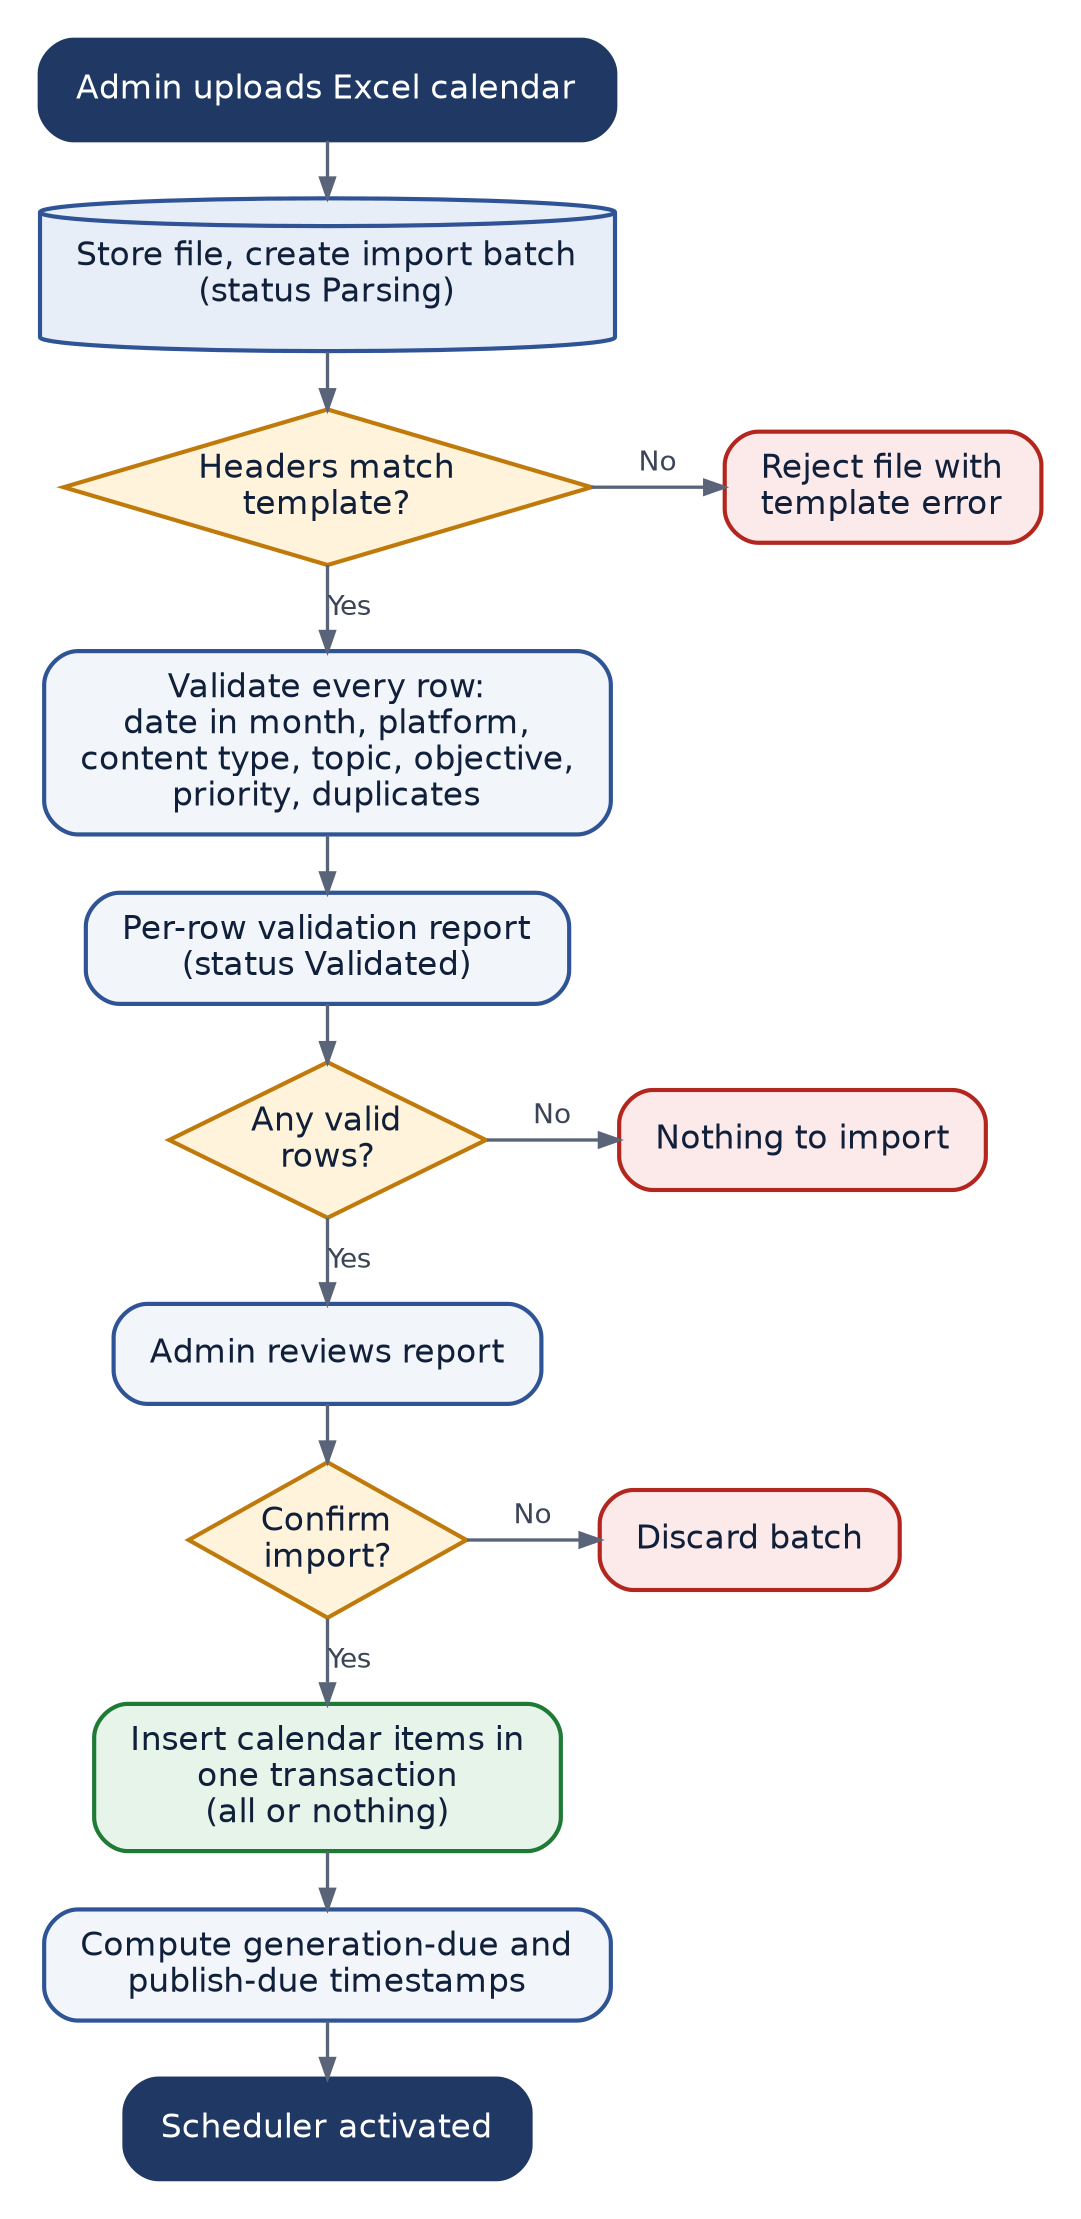 Admin uploads Excel calendar
Store file, create import batch
(status Parsing)
Headers match
template?
No
Reject file with
template error
Yes
Validate every row:
date in month, platform,
content type, topic, objective,
priority, duplicates
Per-row validation report
(status Validated)
Any valid
rows?
No
Nothing to import
Yes
Admin reviews report
Confirm
import?
No
Discard batch
Yes
Insert calendar items in
one transaction
(all or nothing)
Compute generation-due and
publish-due timestamps
Scheduler activated